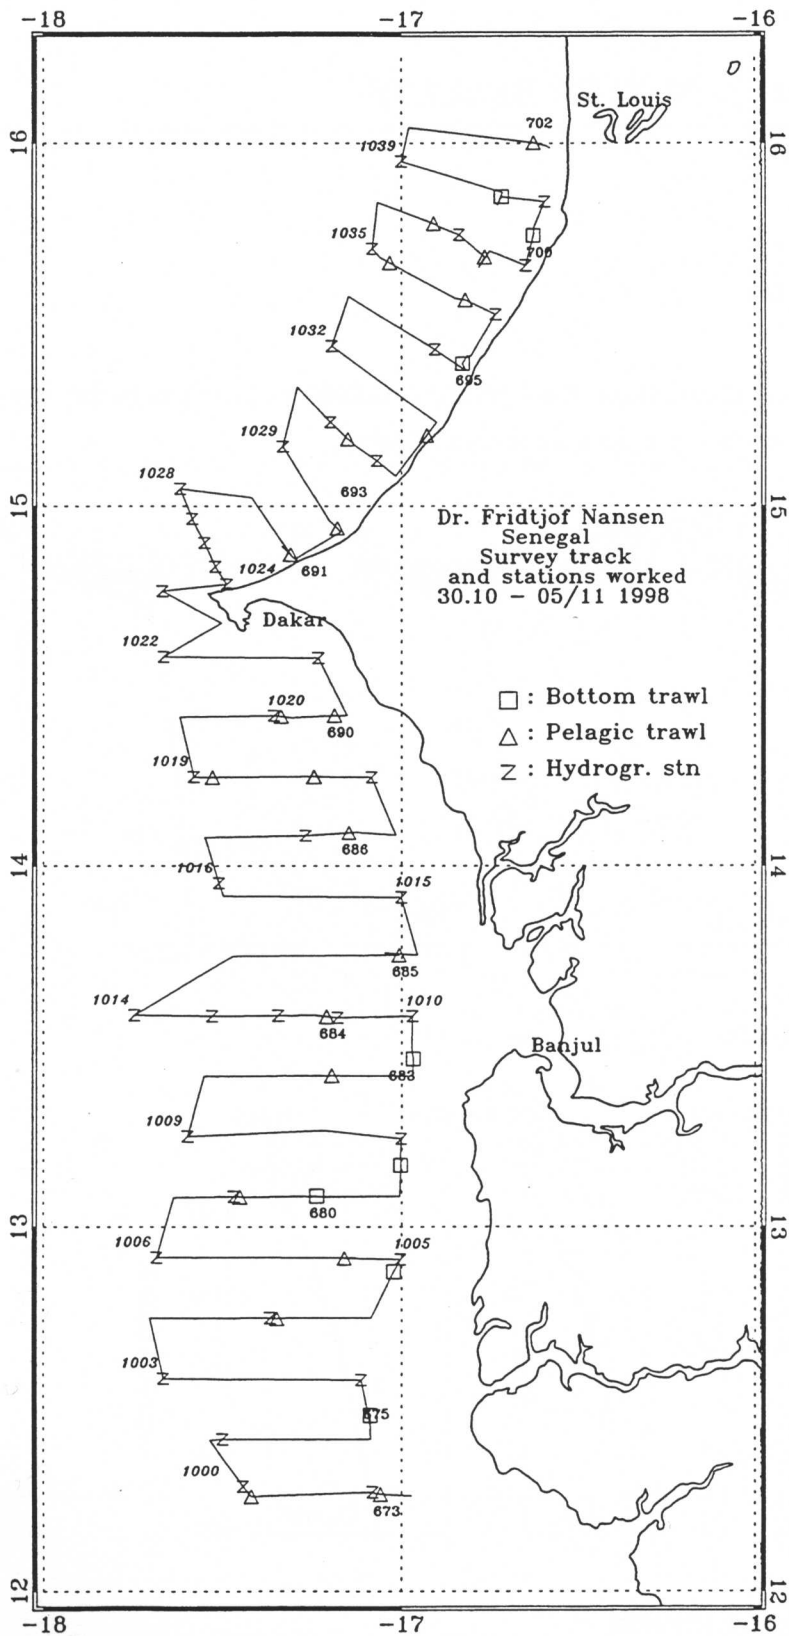 -18 -17 -16
St. Louis
702
16 16
1039
1035
700
1032
695
1029
1028
693
15 15
Dr. Fridtjof Nansen
Senegal
Survey track
and stations worked
30.10 - 05/11 1998
1024
691
Dakar
1022
□ : Bottom trawl
1020
690
△ : Pelagic trawl
1019
Z : Hydrogr. stn
686
14 14
1016
1015
685
1014
1010
684
Banjul
683
1009
680
13 13
1006
1005
1003
675
1000
673
12 12
-18 -17 -16